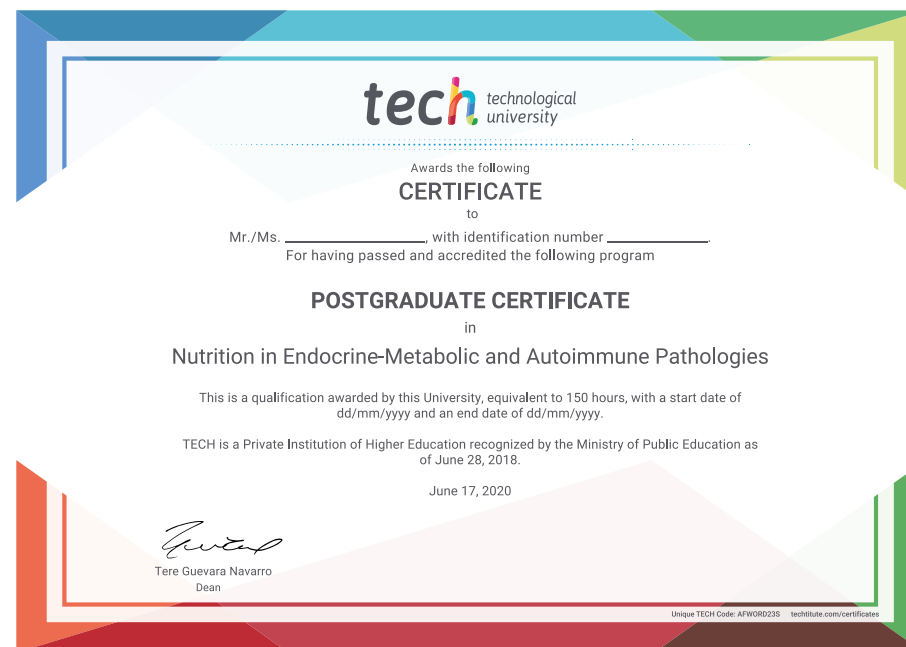 tech technological
university
Awards the following
CERTIFICATE
to
Mr./Ms. ____________________, with identification number ______________.
For having passed and accredited the following program
POSTGRADUATE CERTIFICATE
in
Nutrition in Endocrine-Metabolic and Autoimmune Pathologies
This is a qualification awarded by this University, equivalent to 150 hours, with a start date of
dd/mm/yyyy and an end date of dd/mm/yyyy.
TECH is a Private Institution of Higher Education recognized by the Ministry of Public Education as
of June 28, 2018.
June 17, 2020
Tere Guevara Navarro
Dean
Unique TECH Code: AFWORD23S techtitute.com/certificates